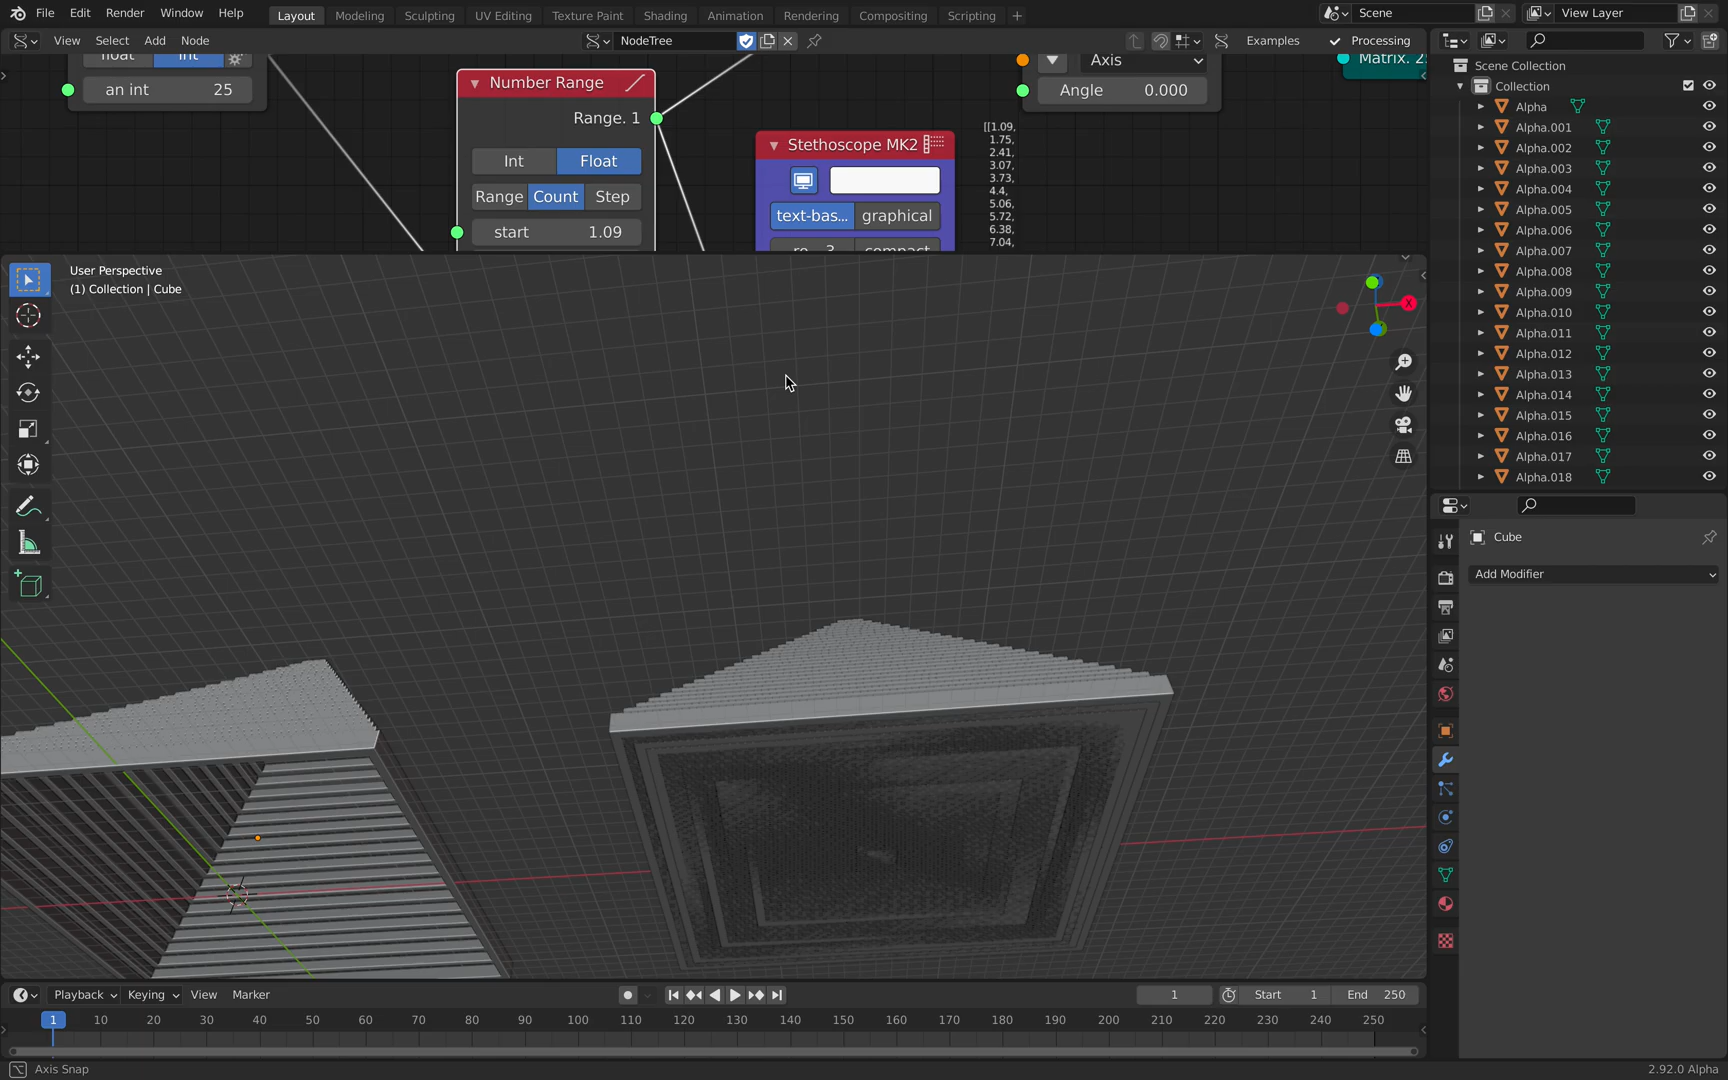 File Edit Render Window Help Layout Modeling Sculpting UV Editing Texture Paint Shading Animation Rendering Compositing Scripting + Scene View Layer
View Select Add Node NodeTree Examples Processing
float Int
an int 25
Number Range
Range. 1
Int Float
Range Count Step
start 1.09
Stethoscope MK2
text-bas... graphical
[[1.09,
1.75,
2.41,
3.07,
3.73,
4.4,
5.06,
5.72,
6.38,
7.04,
Axis
Angle 0.000
User Perspective
(1) Collection | Cube
X
Scene Collection
Collection
Alpha
Alpha.001
Alpha.002
Alpha.003
Alpha.004
Alpha.005
Alpha.006
Alpha.007
Alpha.008
Alpha.009
Alpha.010
Alpha.011
Alpha.012
Alpha.013
Alpha.014
Alpha.015
Alpha.016
Alpha.017
Alpha.018
Cube
Add Modifier
Playback Keying View Marker 1 Start 1 End 250
1 10 20 30 40 50 60 70 80 90 100 110 120 130 140 150 160 170 180 190 200 210 220 230 240 250
Axis Snap 2.92.0 Alpha